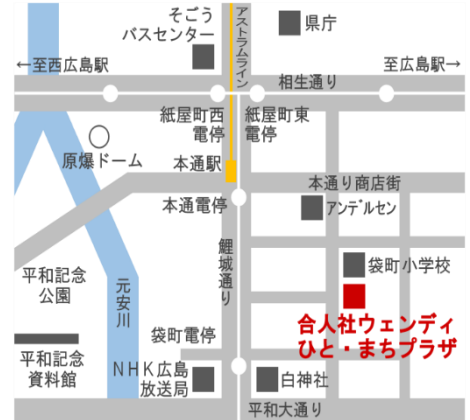 そごう
バスセンター
アストラムライン
県庁
←至西広島駅
至広島駅→
相生通り
紙屋町西
電停
紙屋町東
電停
原爆ドーム
本通駅
本通り商店街
本通電停
アンデルセン
鯉城通り
平和記念
公園
元安川
袋町小学校
合人社ウェンディ
ひと・まちプラザ
袋町電停
平和記念
資料館
NHK広島
放送局
白神社
平和大通り